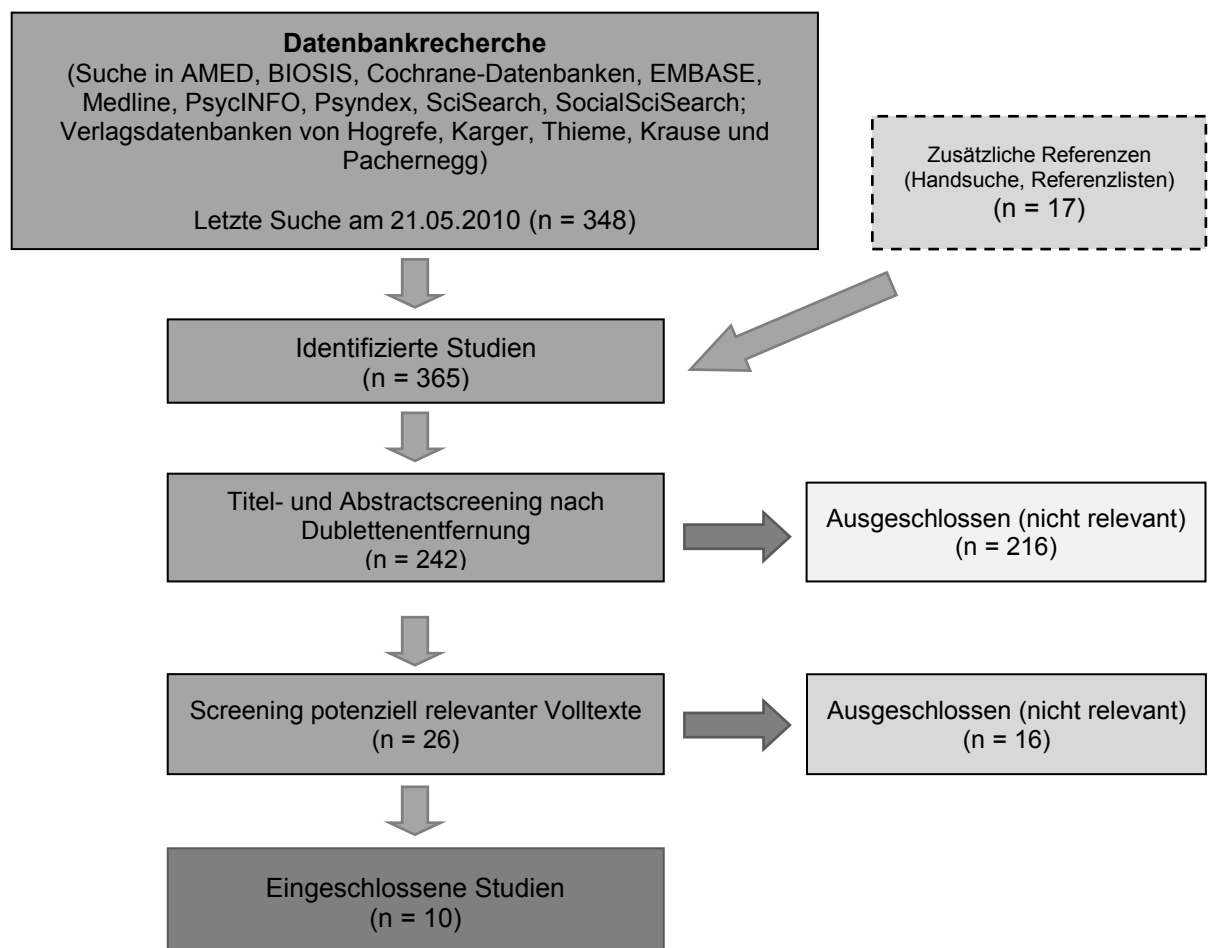 Datenbankrecherche
(Suche in AMED, BIOSIS, Cochrane-Datenbanken, EMBASE,
Medline, PsycINFO, Psyndex, SciSearch, SocialSciSearch;
Verlagsdatenbanken von Hogrefe, Karger, Thieme, Krause und
Pachernegg)
Letzte Suche am 21.05.2010 (n = 348)
Zusätzliche Referenzen
(Handsuche, Referenzlisten)
(n = 17)
Identifizierte Studien
(n = 365)
Titel- und Abstractscreening nach
Dublettenentfernung
(n = 242)
Ausgeschlossen (nicht relevant)
(n = 216)
Screening potenziell relevanter Volltexte
(n = 26)
Ausgeschlossen (nicht relevant)
(n = 16)
Eingeschlossene Studien
(n = 10)